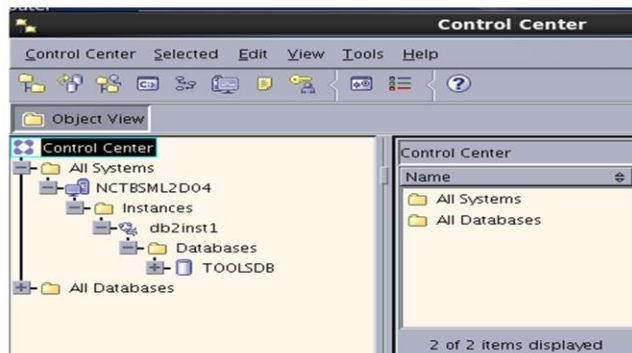 Control Center
Control Center Selected Edit View Tools Help
Object View
Control Center
All Systems
NCTBSML2D04
Instances
db2inst1
Databases
TOOLSDB
All Databases
Control Center
Name
All Systems
All Databases
2 of 2 items displayed